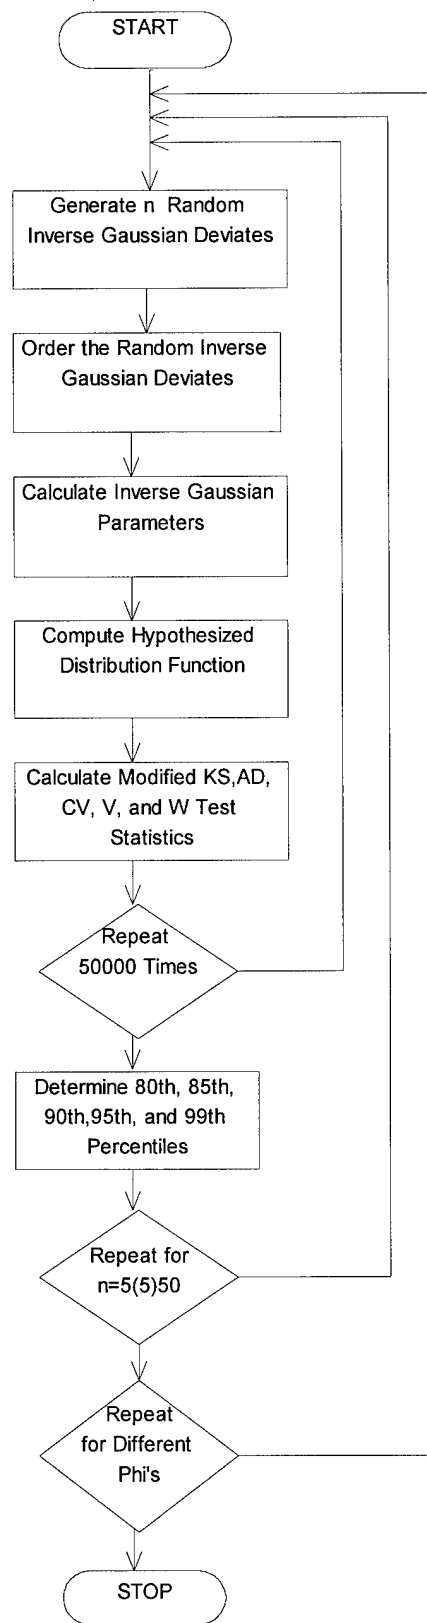 START
Generate n Random
Inverse Gaussian Deviates
Order the Random Inverse
Gaussian Deviates
Calculate Inverse Gaussian
Parameters
Compute Hypothesized
Distribution Function
Calculate Modified KS,AD,
CV, V, and W Test
Statistics
Repeat
50000 Times
Determine 80th, 85th,
90th,95th, and 99th
Percentiles
Repeat for
n=5(5)50
Repeat
for Different
Phi's
STOP